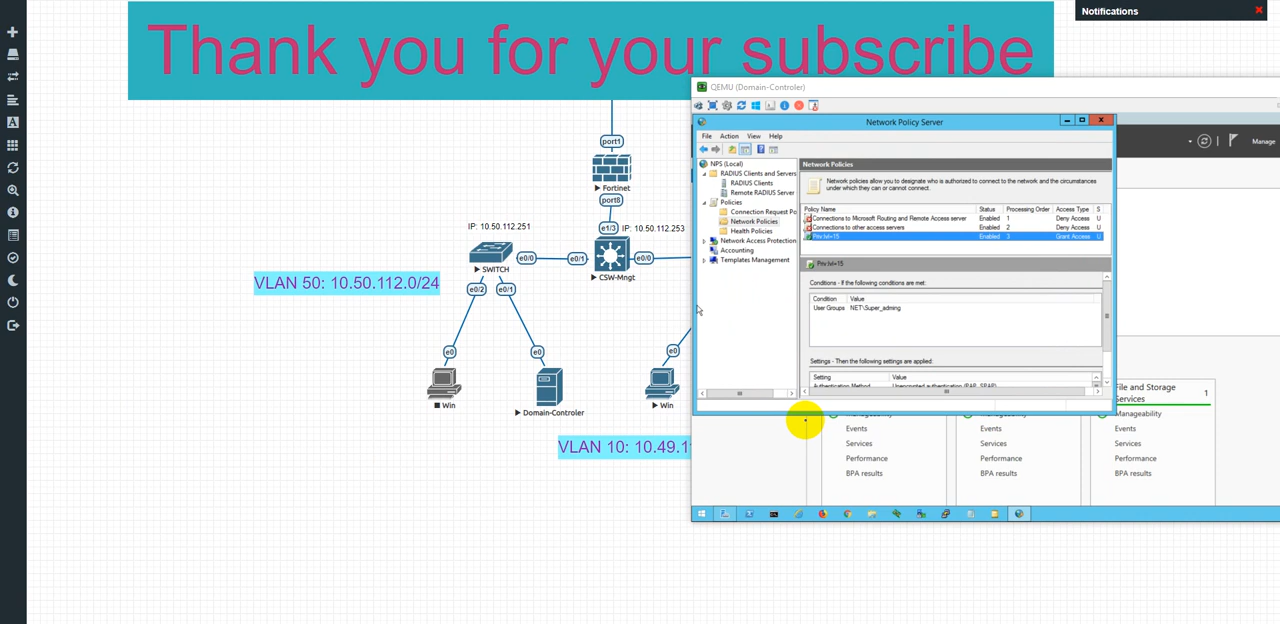 Thank you for your subscribe
Notifications
port1
Fortinet
port8
IP: 10.50.112.251
e1/3
IP: 10.50.112.253
SWITCH
e0/0
e0/1
e0/0
CSW-Mngt
VLAN 50: 10.50.112.0/24
e0/2
e0/1
e0
e0
e0
Win
Domain-Controler
Win
VLAN 10: 10.49.1
QEMU (Domain-Controler)
Manage
Network Policy Server
File Action View Help
NPS (Local)
RADIUS Clients and Servers
RADIUS Clients
Remote RADIUS Server
Policies
Connection Request Po
Network Policies
Health Policies
Network Access Protection
Accounting
Templates Management
Network Policies
Network policies allow you to designate who is authorized to connect to the network and the circumstances
under which they can or cannot connect.
Policy Name Status Processing Order Access Type S
Connections to Microsoft Routing and Remote Access server Enabled 1 Deny Access U
Connections to other access servers Enabled 2 Deny Access U
Priv:lvl=15 Enabled 3 Grant Access U
Priv:lvl=15
Conditions - If the following conditions are met:
Condition Value
User Groups NET\Super_adming
Settings - Then the following settings are applied:
Setting Value
Authentication Method Unencrypted authentication (PAP, SPAP)
File and Storage
Services 1
Manageability
Events
Services
Performance
BPA results
Manageability
Events
Services
Performance
BPA results
Manageability
Events
Services
Performance
BPA results